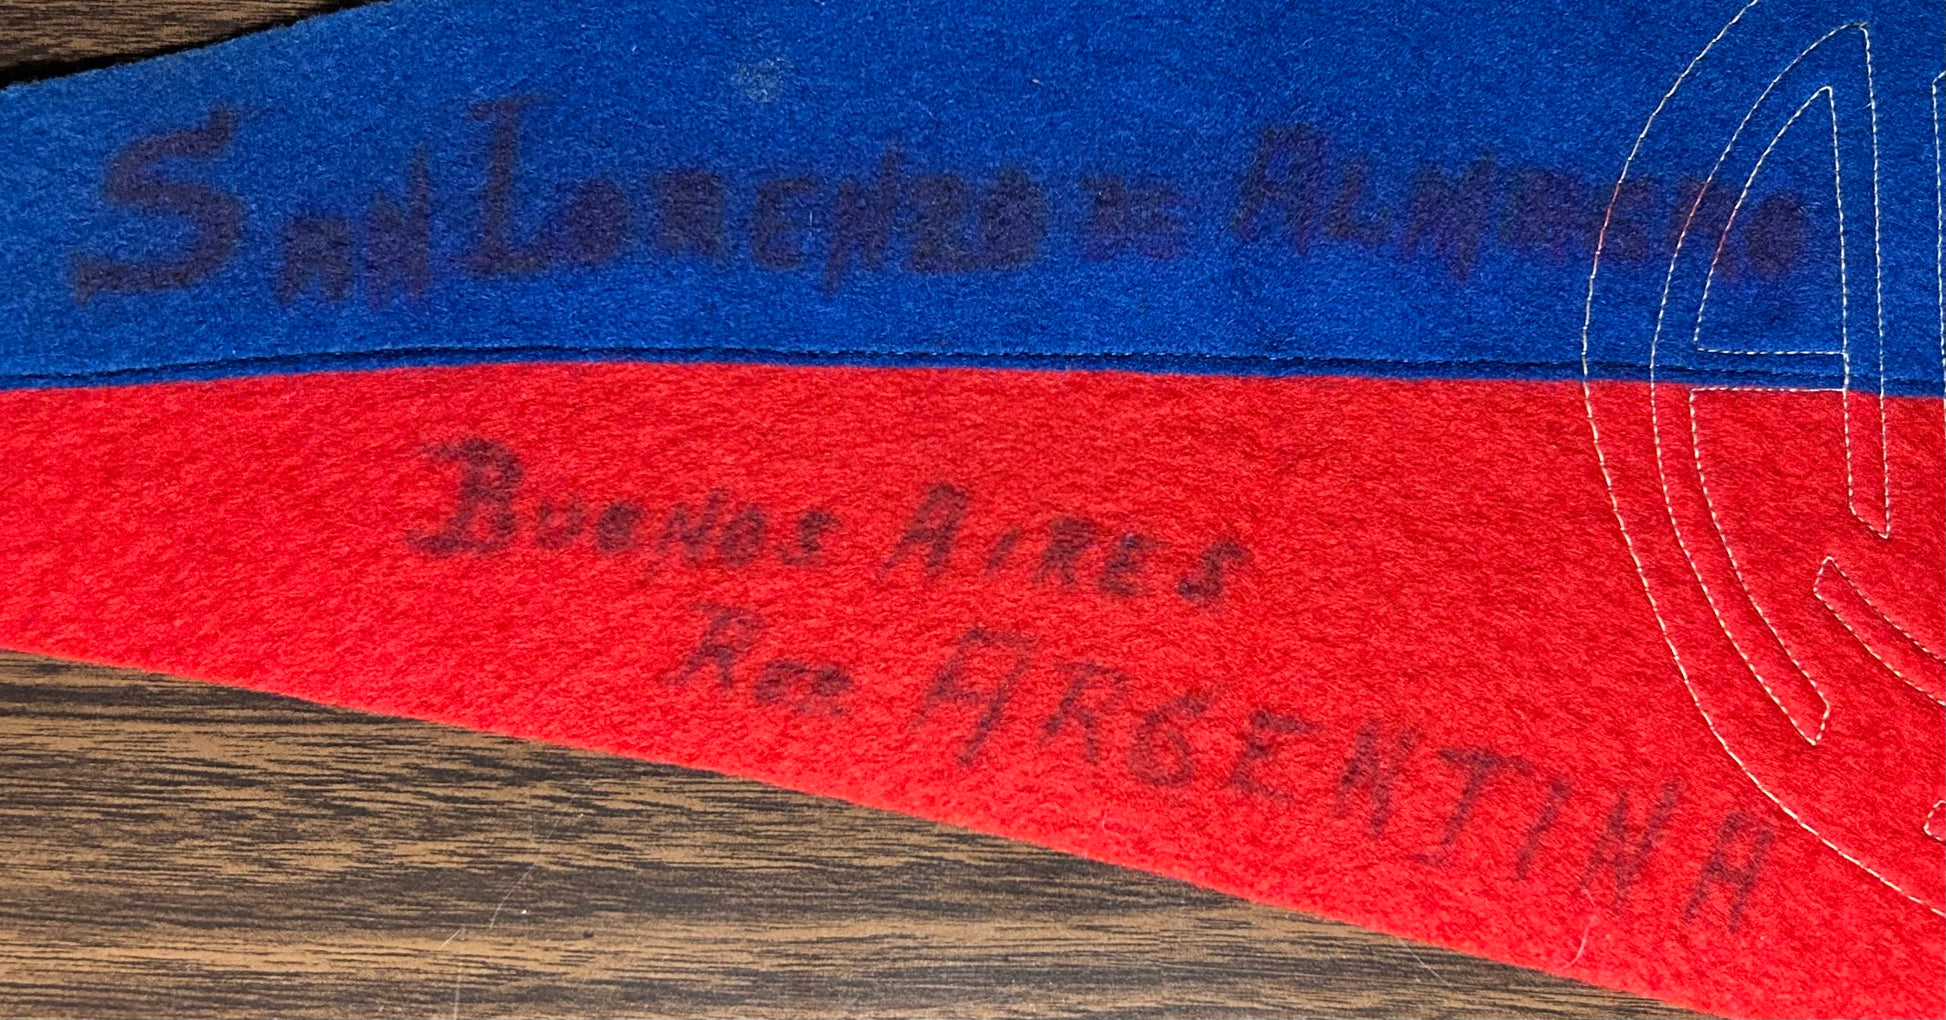 San Lorenzo de Almagro
Buenos Aires
Rep Argentina